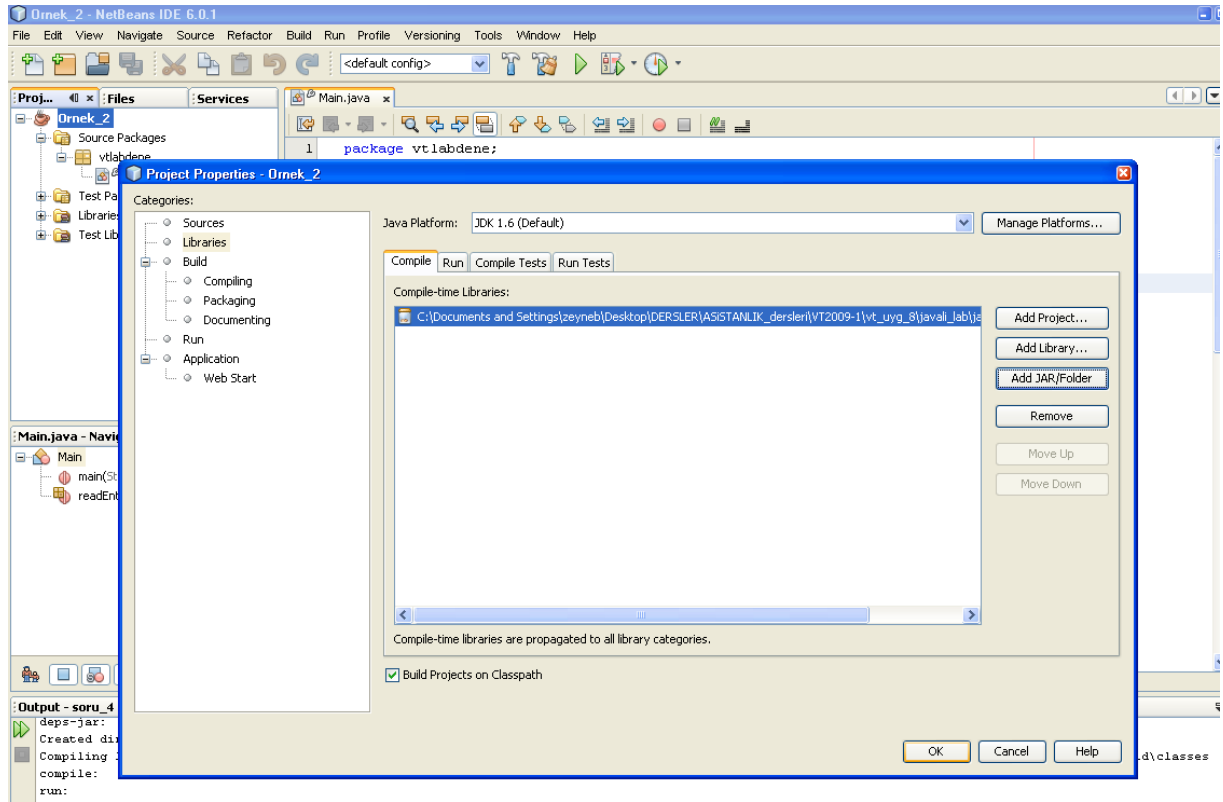 Ornek_2 - NetBeans IDE 6.0.1
File Edit View Navigate Source Refactor Build Run Profile Versioning Tools Window Help
<default config>
Proj... Files Services Main.java
Ornek_2
Source Packages
1 package vtlabdene;
vtlabdene
Test Pa
Libraries
Test Lib
Project Properties - Ornek_2
Categories:
Sources
Libraries
Build
Compiling
Packaging
Documenting
Run
Application
Web Start
Java Platform: JDK 1.6 (Default) Manage Platforms...
Compile Run Compile Tests Run Tests
Compile-time Libraries:
C:\Documents and Settings\zeyneb\Desktop\DERSLER\ASiSTANLIK_dersleri\VT2009-1\vt_uyg_8\javali_lab\ja
Add Project...
Add Library...
Add JAR/Folder
Remove
Move Up
Move Down
Compile-time libraries are propagated to all library categories.
Build Projects on Classpath
OK Cancel Help
Main.java - Navi
Main
main(St
readEnt
Output - soru_4
deps-jar:
Created di
Compiling d\classes
compile:
run: